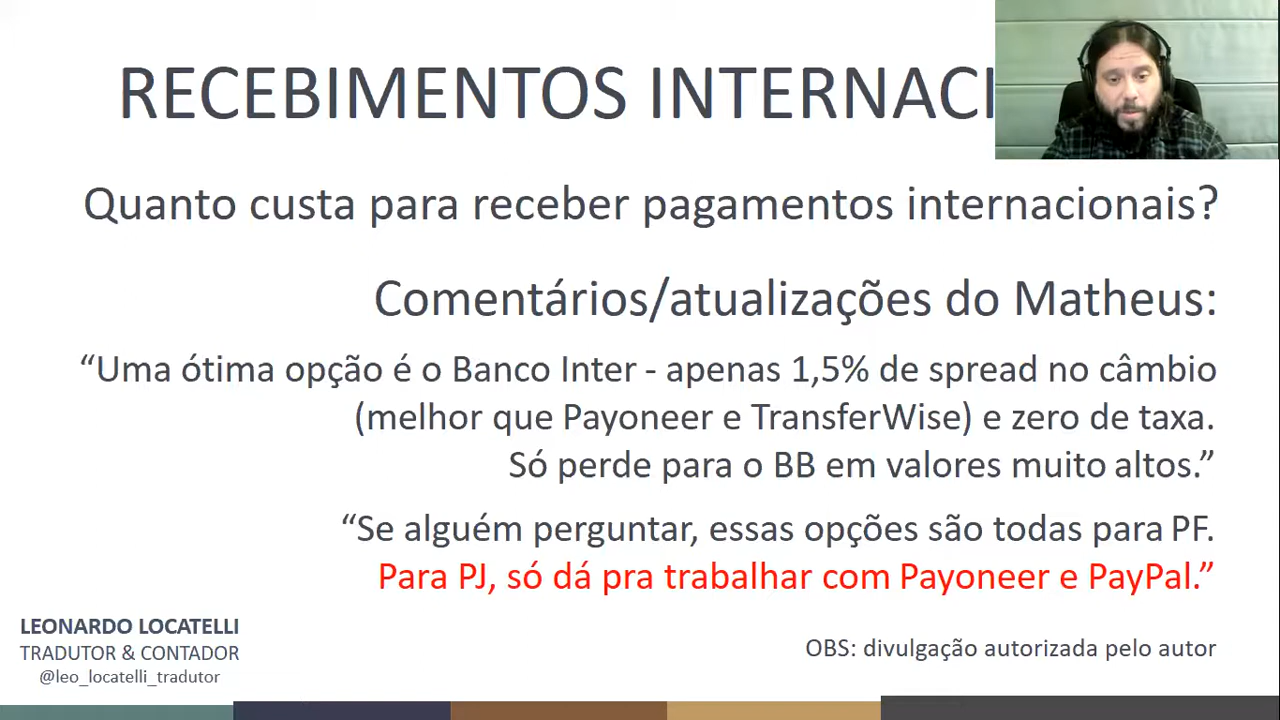 RECEBIMENTOS INTERNACI
Quanto custa para receber pagamentos internacionais?
Comentários/atualizações do Matheus:
“Uma ótima opção é o Banco Inter - apenas 1,5% de spread no câmbio
(melhor que Payoneer e TransferWise) e zero de taxa.
Só perde para o BB em valores muito altos.”
“Se alguém perguntar, essas opções são todas para PF.
Para PJ, só dá pra trabalhar com Payoneer e PayPal.”
LEONARDO LOCATELLI
TRADUTOR & CONTADOR
@leo_locatelli_tradutor
OBS: divulgação autorizada pelo autor